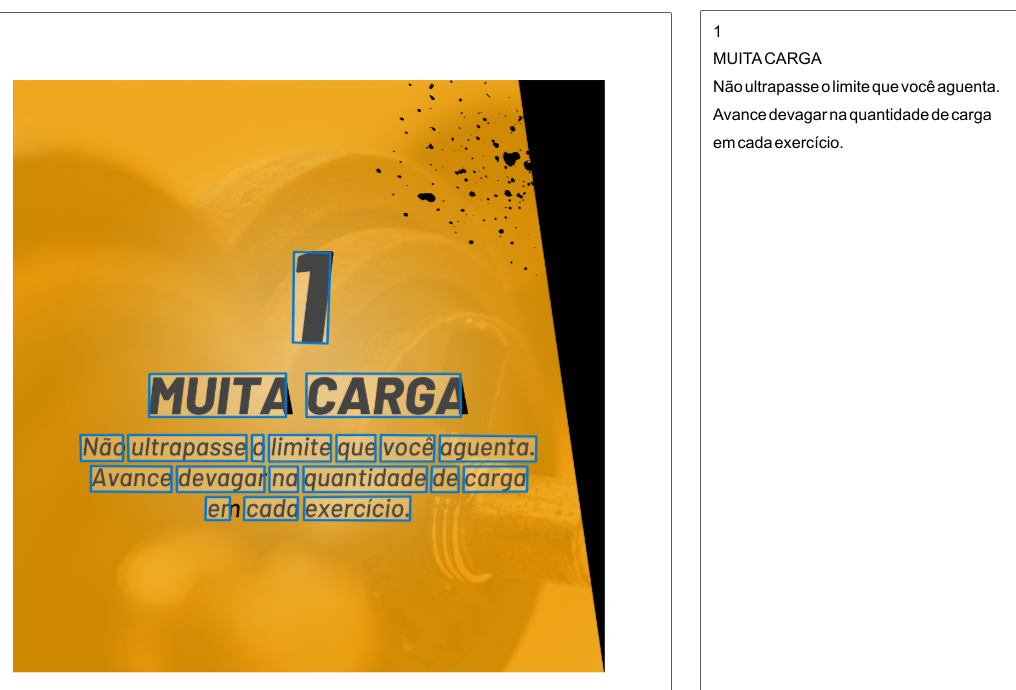 1
MUITA CARGA
Não ultrapasse o limite que você aguenta.
Avance devagar na quantidade de carga
em cada exercício.
1
MUITA CARGA
Não ultrapasse o limite que você aguenta.
Avance devagar na quantidade de carga
em cada exercício.